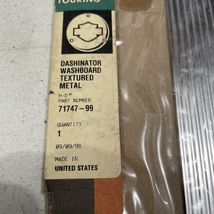 TOURING
DASHINATOR
WASHBOARD
TEXTURED
METAL
H-D®
PART NUMBER
71747-99
QUANTITY
1
09/09/98
MADE IN
UNITED STATES